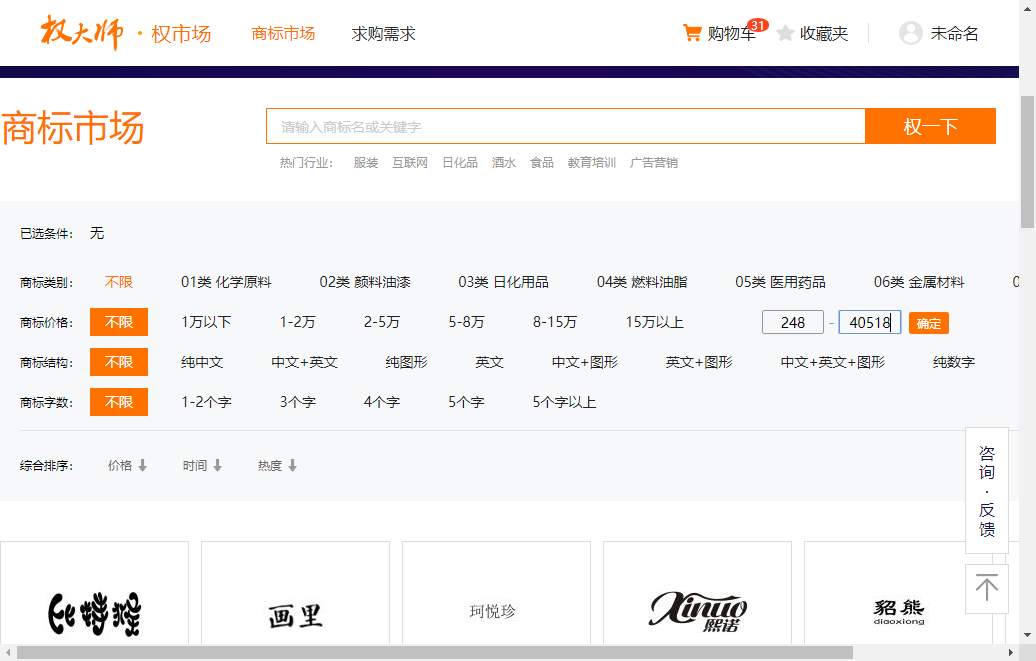 权大师 · 权市场 商标市场 求购需求 购物车 31 收藏夹 未命名
商标市场 请输入商标名或关键字 权一下
热门行业： 服装 互联网 日化品 酒水 食品 教育培训 广告营销
已选条件： 无
商标类别： 不限 01类 化学原料 02类 颜料油漆 03类 日化用品 04类 燃料油脂 05类 医用药品 06类 金属材料 0
商标价格： 不限 1万以下 1-2万 2-5万 5-8万 8-15万 15万以上 248 - 40518 确定
商标结构： 不限 纯中文 中文+英文 纯图形 英文 中文+图形 英文+图形 中文+英文+图形 纯数字
商标字数： 不限 1-2个字 3个字 4个字 5个字 5个字以上
综合排序： 价格 时间 热度
咨询·反馈
画里 珂悦珍 Xinuo 貂熊
熙诺 diaoxiong